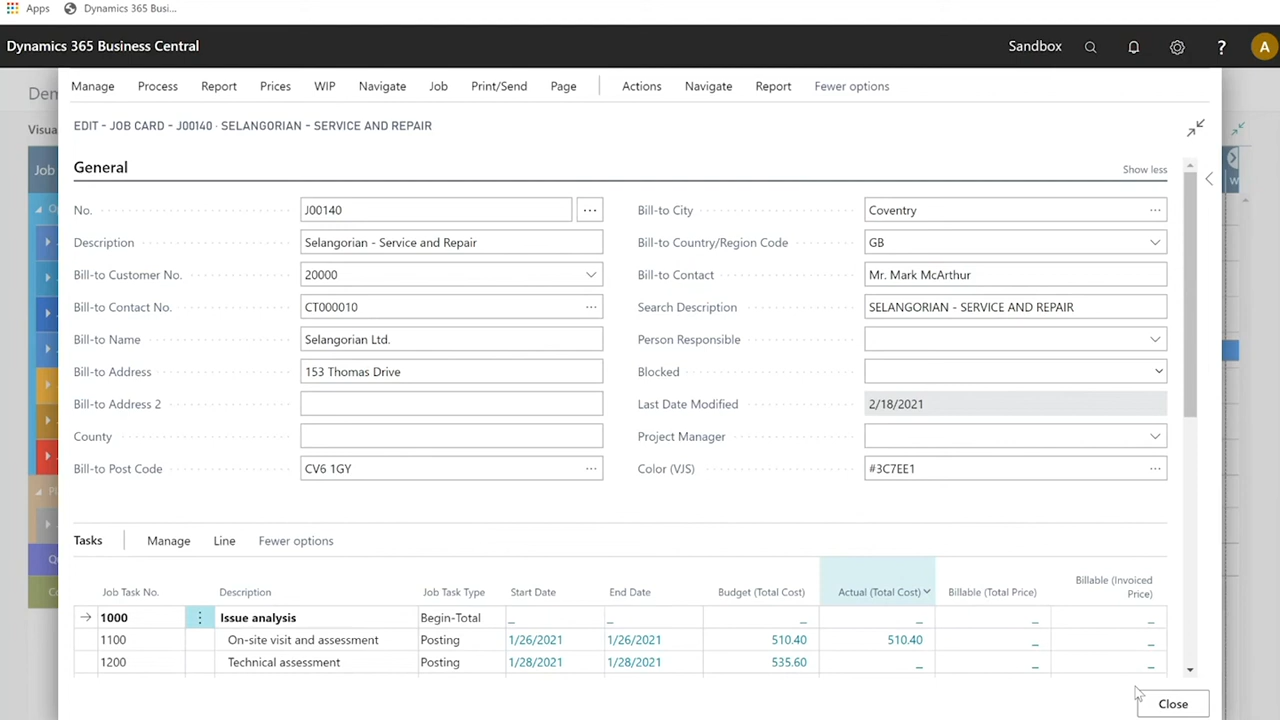 Apps Dynamics 365 Busi...
Dynamics 365 Business Central Sandbox ? A
Dem
Manage Process Report Prices WIP Navigate Job Print/Send Page Actions Navigate Report Fewer options
Visua
EDIT - JOB CARD - J00140 · SELANGORIAN - SERVICE AND REPAIR
Job
General Show less
W
No. J00140 ... Bill-to City Coventry ...
Op
Description Selangorian - Service and Repair Bill-to Country/Region Code GB
Bill-to Customer No. 20000 Bill-to Contact Mr. Mark McArthur
Bill-to Contact No. CT000010 ... Search Description SELANGORIAN - SERVICE AND REPAIR
Bill-to Name Selangorian Ltd. Person Responsible
Bill-to Address 153 Thomas Drive Blocked
Bill-to Address 2 Last Date Modified 2/18/2021
County Project Manager
Bill-to Post Code CV6 1GY ... Color (VJS) #3C7EE1 ...
Tasks Manage Line Fewer options
Job Task No. Description Job Task Type Start Date End Date Budget (Total Cost) Actual (Total Cost) Billable (Total Price) Billable (Invoiced Price)
1000 Issue analysis Begin-Total _ _ _ _ _ _
1100 On-site visit and assessment Posting 1/26/2021 1/26/2021 510.40 510.40 _ _
1200 Technical assessment Posting 1/28/2021 1/28/2021 535.60 _ _ _
Close